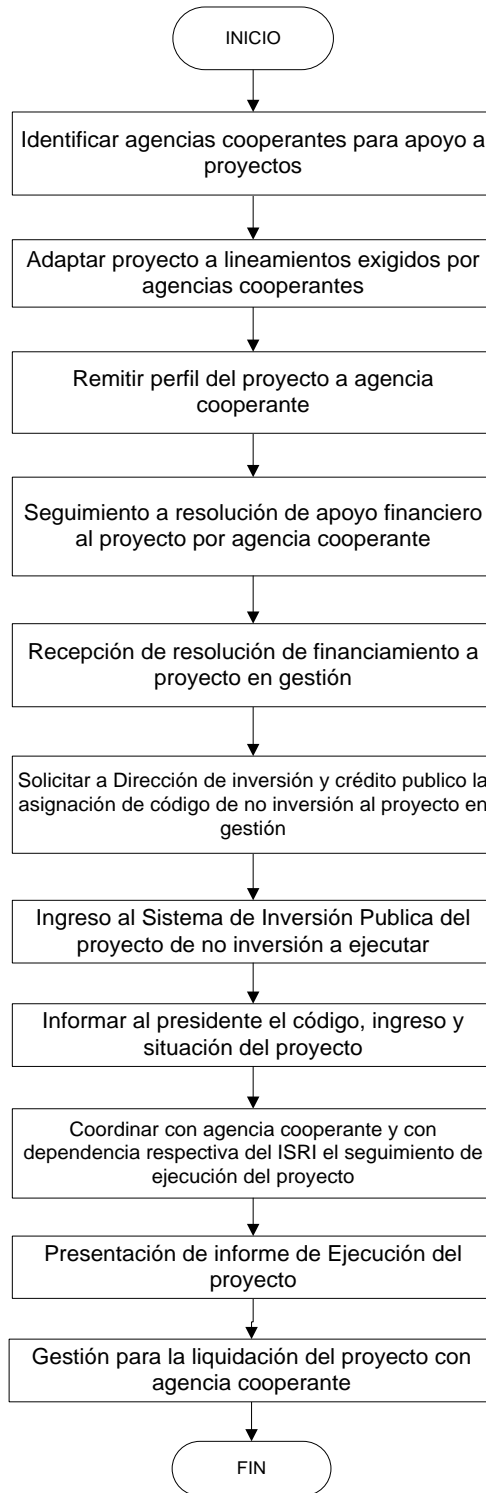 INICIO
Identificar agencias cooperantes para apoyo a
proyectos
Adaptar proyecto a lineamientos exigidos por
agencias cooperantes
Remitir perfil del proyecto a agencia
cooperante
Seguimiento a resolución de apoyo financiero
al proyecto por agencia cooperante
Recepción de resolución de financiamiento a
proyecto en gestión
Solicitar a Dirección de inversión y crédito publico la
asignación de código de no inversión al proyecto en
gestión
Ingreso al Sistema de Inversión Publica del
proyecto de no inversión a ejecutar
Informar al presidente el código, ingreso y
situación del proyecto
Coordinar con agencia cooperante y con
dependencia respectiva del ISRI el seguimiento de
ejecución del proyecto
Presentación de informe de Ejecución del
proyecto
Gestión para la liquidación del proyecto con
agencia cooperante
FIN